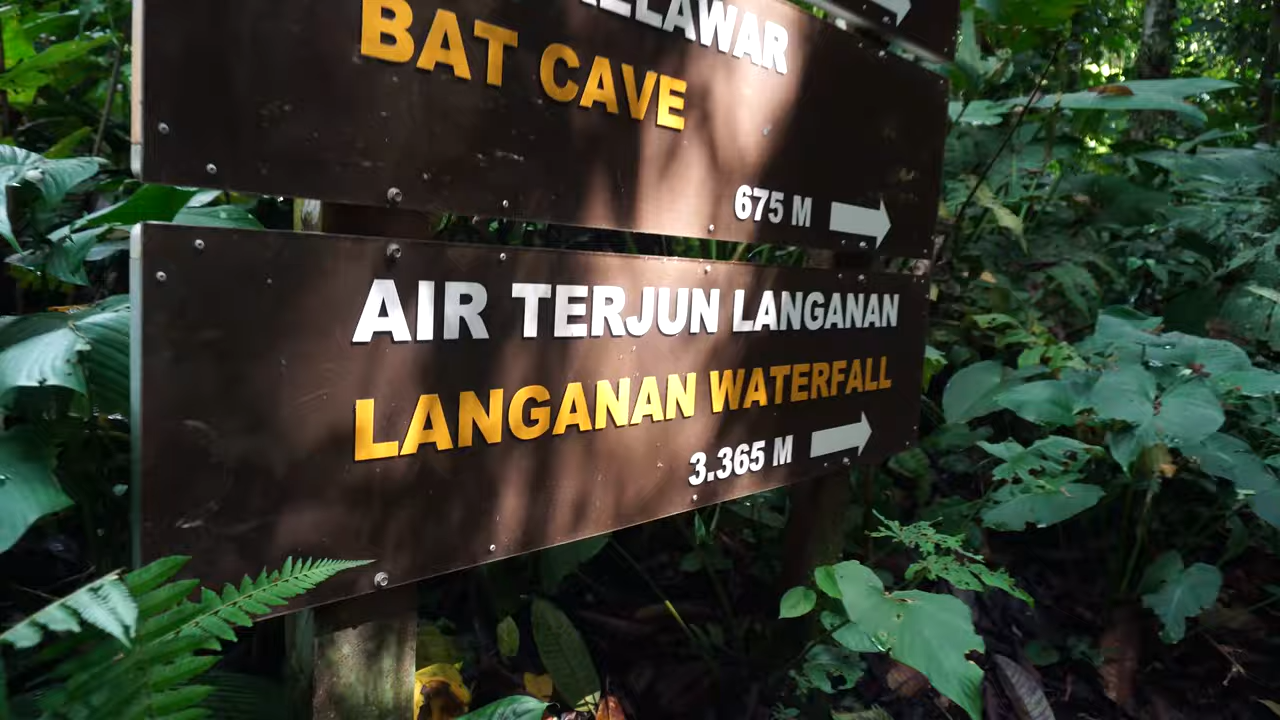 BAT CAVE
675 M
AIR TERJUN LANGANAN
LANGANAN WATERFALL
3.365 M